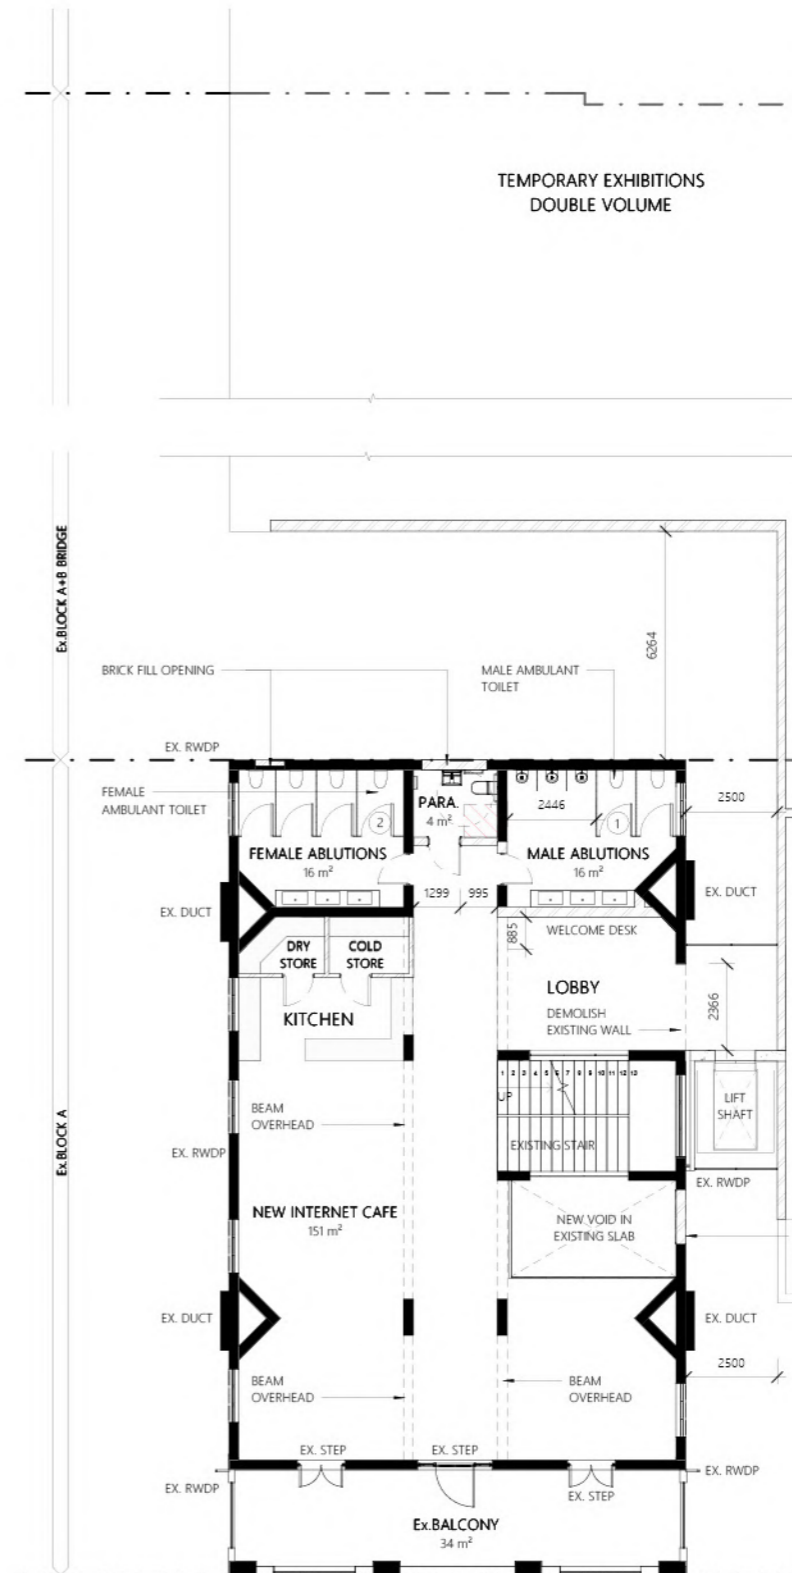 TEMPORARY EXHIBITIONS
DOUBLE VOLUME
Ex.BLOCK A+B BRIDGE
6264
BRICK FILL OPENING
MALE AMBULANT
TOILET
EX. RWDP
FEMALE
AMBULANT TOILET
PARA.
4 m²
2446
2500
2
1
FEMALE ABLUTIONS
16 m²
MALE ABLUTIONS
16 m²
EX. DUCT
1299
995
EX. DUCT
885
WELCOME DESK
DRY
STORE
COLD
STORE
LOBBY
KITCHEN
DEMOLISH
EXISTING WALL
2366
1 2 3 4 5 6 7 8 9 10 11 12 13
UP
LIFT
SHAFT
BEAM
OVERHEAD
Ex.BLOCK A
EX. RWDP
EXISTING STAIR
EX. RWDP
NEW INTERNET CAFE
151 m²
NEW VOID IN
EXISTING SLAB
EX. DUCT
EX. DUCT
2500
BEAM
OVERHEAD
BEAM
OVERHEAD
EX. STEP
EX. STEP
EX. RWDP
EX. RWDP
EX. STEP
Ex.BALCONY
34 m²